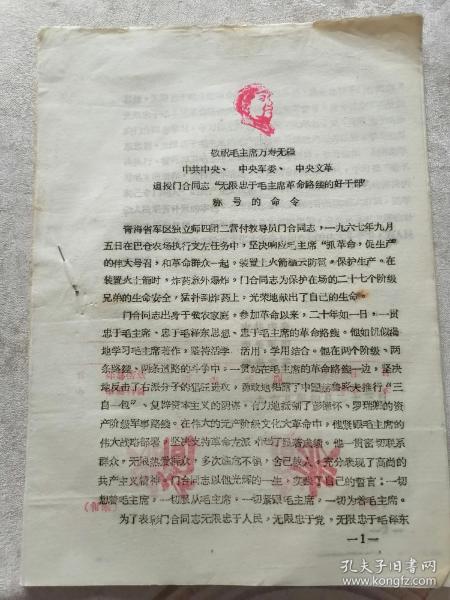 敬祝毛主席万寿无疆
中共中央、中央军委、中央文革
追授门合同志“无限忠于毛主席革命路线的好干部”
称号的命令
青海省军区独立师四团二营付教导员门合同志，一九六七年九月
五日在巴仓农场执行支左任务中，坚决响应毛主席“抓革命，促生产”
的伟大号召，和革命群众一起。装置土火箭驱云防雹。保护生产。在
装置火土箭时，炸药意外爆炸，门合同志为保护在场的二十七个阶级
兄弟的生命安全，猛扑到炸药上，光荣地献出了自己的生命。
门合同志出身于贫农家庭，参加革命以来，二十年如一日，一贯
忠于毛主席、忠于毛泽东思想、忠于毛主席的革命路线。他如饥似渴
地学习毛主席著作，坚持活学活用，学用结合。他在两个阶级、两
条路线、两条道路的斗争中，一贯站在毛主席的革命路线一边，坚决
地反击了右派分子的猖狂进攻，勇敢地抵制了中国赫鲁晓夫推行“三
自一包”、复辟资本主义的阴谋，有力地抵制了彭德怀、罗瑞卿的资
产阶级军事路线。在伟大的无产阶级文化大革命中，他紧跟毛主席的
伟大战略部署，坚决支持革命左派，作出了显著成绩。他一贯密切联系
群众，无限热爱群众，多次临危不惧，舍己救人，充分表现了高尚的
共产主义精神。门合同志以他光辉的一生，实践了自己的誓言：一切
想着毛主席，一切服从毛主席，一切紧跟毛主席，一切为着毛主席。
为了表彰门合同志无限忠于人民，无限忠于党，无限忠于毛泽东
—1—
孔夫子旧书网